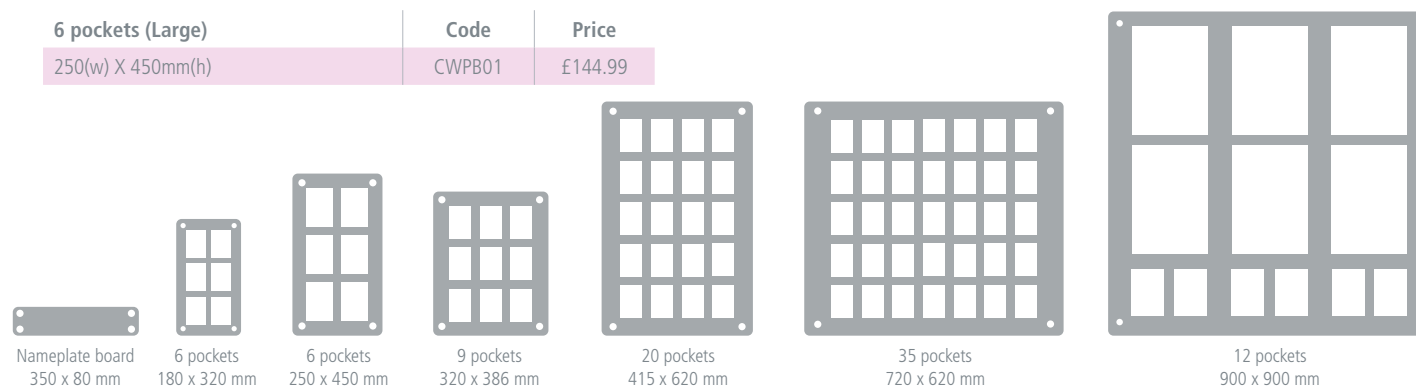 6 pockets (Large) Code Price
250(w) X 450mm(h) CWPB01 £144.99
Nameplate board
350 x 80 mm
6 pockets
180 x 320 mm
6 pockets
250 x 450 mm
9 pockets
320 x 386 mm
20 pockets
415 x 620 mm
35 pockets
720 x 620 mm
12 pockets
900 x 900 mm